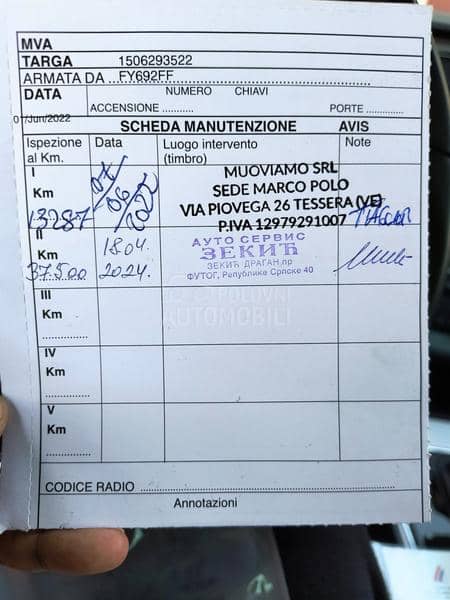 MVA
TARGA 1506293522
ARMATA DA ...FY692FF
DATA NUMERO CHIAVI
ACCENSIONE ........... PORTE .............
01/Jun/2022
SCHEDA MANUTENZIONE AVIS
Ispezione al Km. Data Luogo intervento (timbro) Note
I
Km 13287 07/06/2022
MUOVIAMO SRL
SEDE MARCO POLO
VIA PIOVEGA 26 TESSERA (VE)
P.IVA 12979291007
II
Km 37.500 18.04. 2024.
АУТО СЕРВИС
ЗЕКИЋ
ЗЕКИЋ ДРАГАН, пр
ФУТОГ, Републике Српске 40
POLOVNI
AUTOMOBILI
III
Km
IV
Km
V
Km
CODICE RADIO
Annotazioni